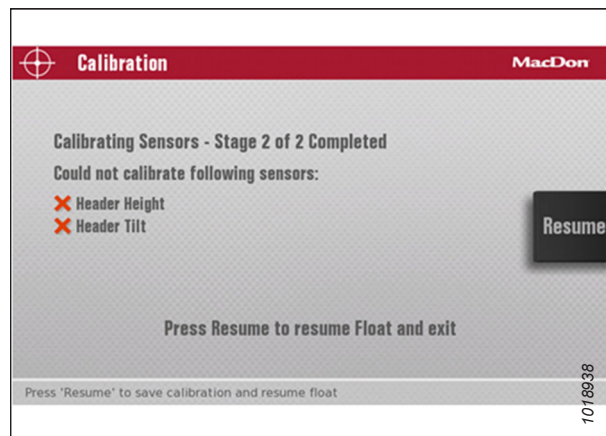 Calibration
MacDon
Calibrating Sensors - Stage 2 of 2 Completed
Could not calibrate following sensors:
Header Height
Header Tilt
Resume
Press Resume to resume Float and exit
Press 'Resume' to save calibration and resume float
1018938